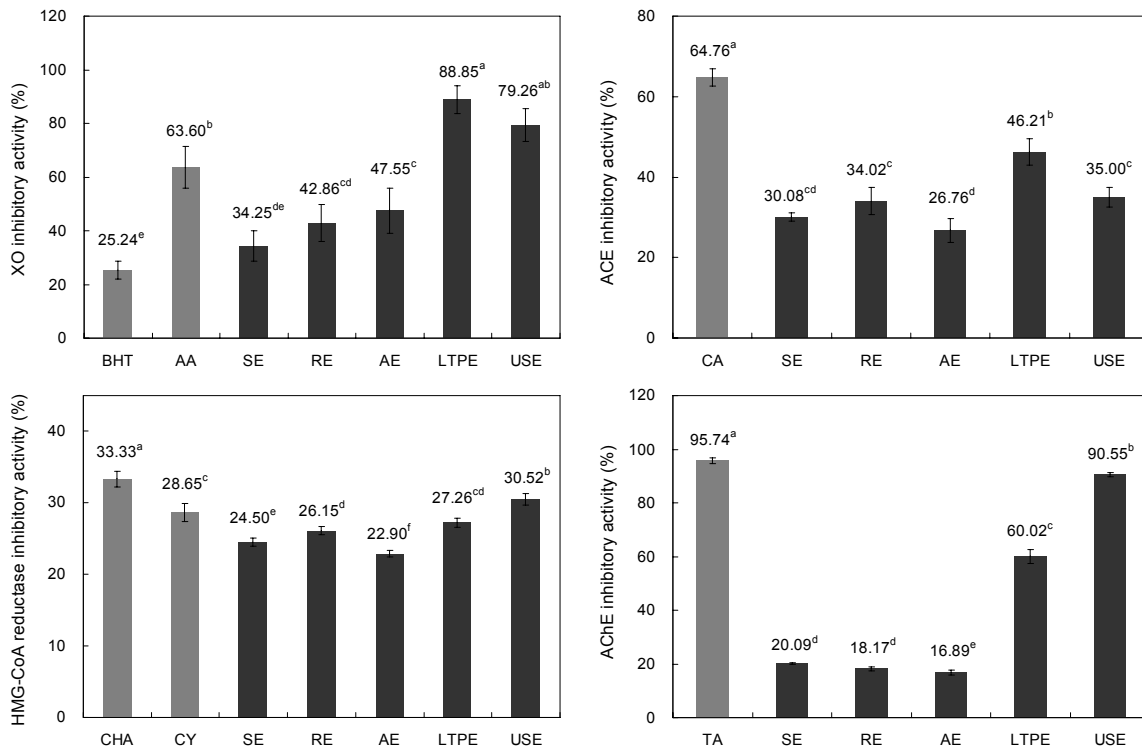 XO inhibitory activity (%)
120
100
80
60
40
20
0
25.24e
63.60b
34.25de
42.86cd
47.55c
88.85a
79.26ab
BHT AA SE RE AE LTPE USE
ACE inhibitory activity (%)
80
60
40
20
0
64.76a
30.08cd
34.02c
26.76d
46.21b
35.00c
CA SE RE AE LTPE USE
HMG-CoA reductase inhibitory activity (%)
40
30
20
10
0
33.33a
28.65c
24.50e
26.15d
22.90f
27.26cd
30.52b
CHA CY SE RE AE LTPE USE
AChE inhibitory activity (%)
120
100
80
60
40
20
0
95.74a
20.09d
18.17d
16.89e
60.02c
90.55b
TA SE RE AE LTPE USE